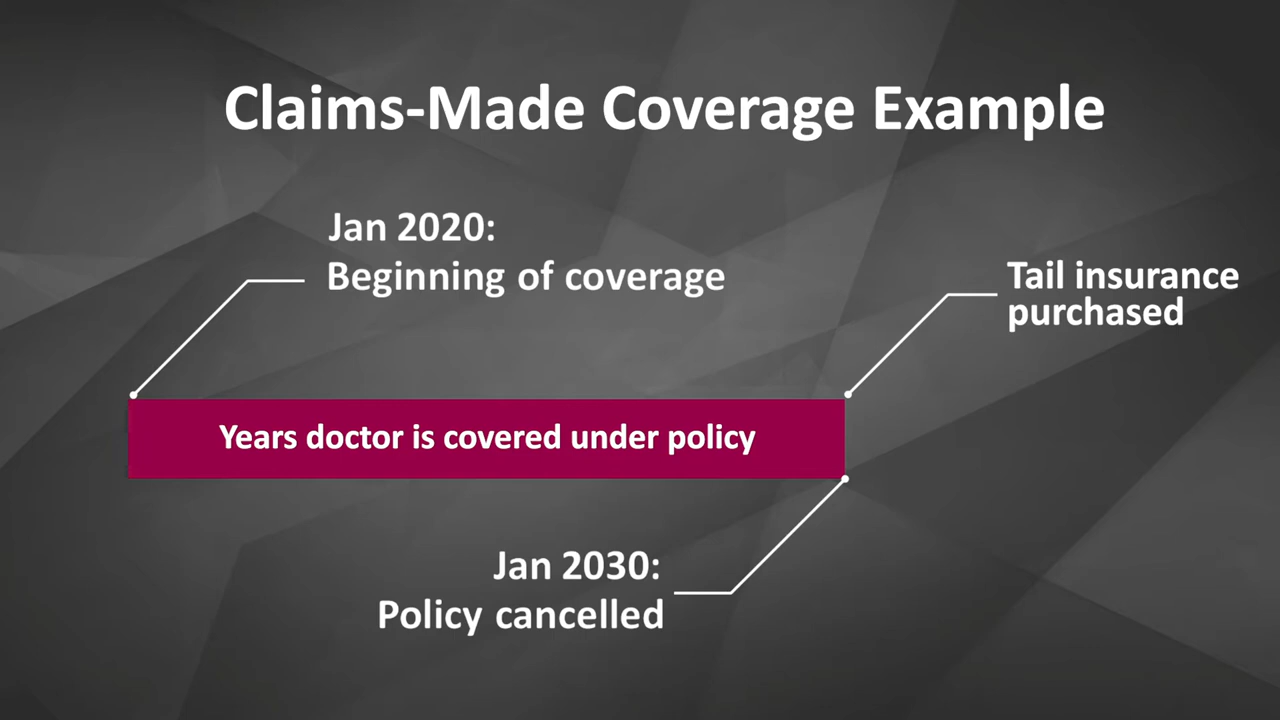 Claims-Made Coverage Example
Jan 2020:
Beginning of coverage
Tail insurance
purchased
Years doctor is covered under policy
Jan 2030:
Policy cancelled